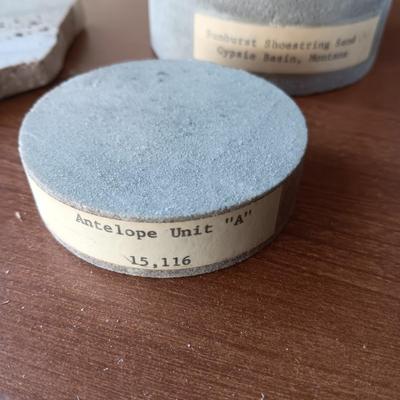 Sunburst Shoestring Sand
Gypsie Basin, Montana
Antelope Unit "A"
15,116